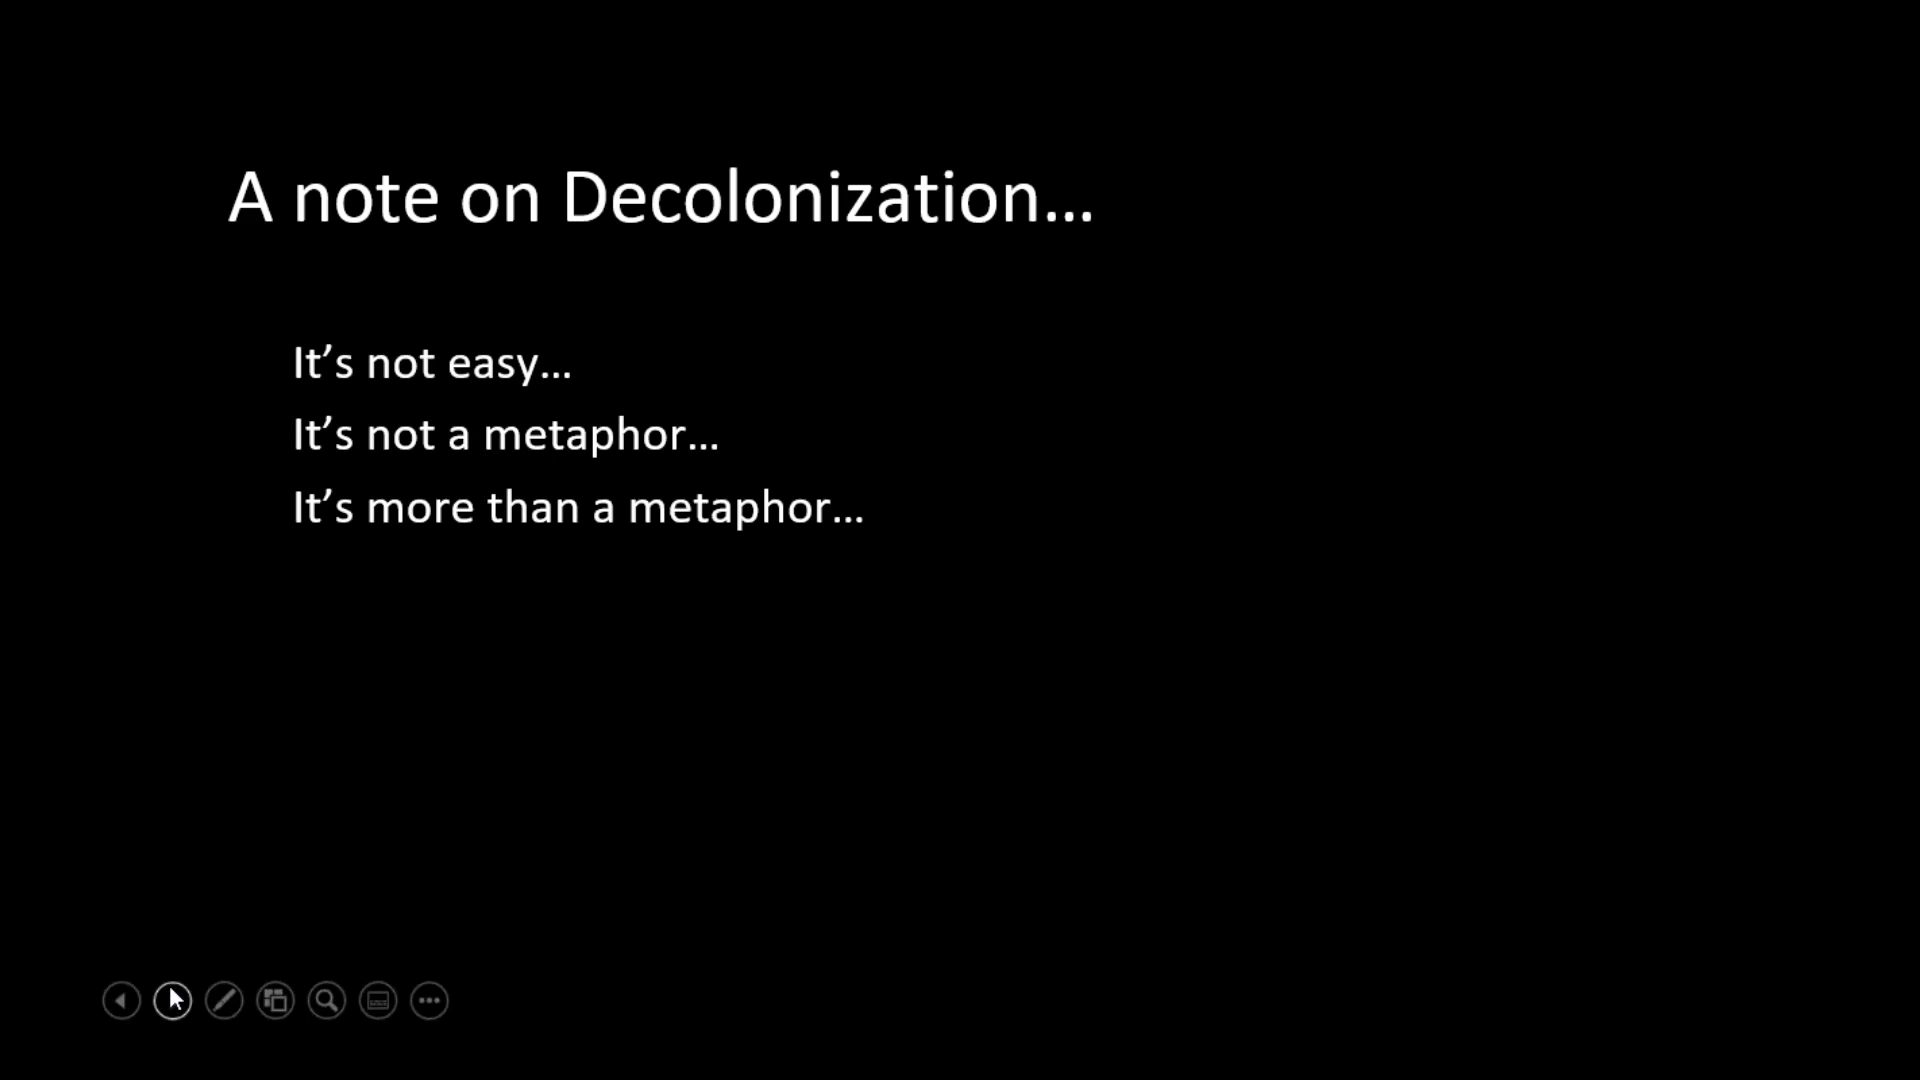 A note on Decolonization…
It’s not easy…
It’s not a metaphor…
It’s more than a metaphor…